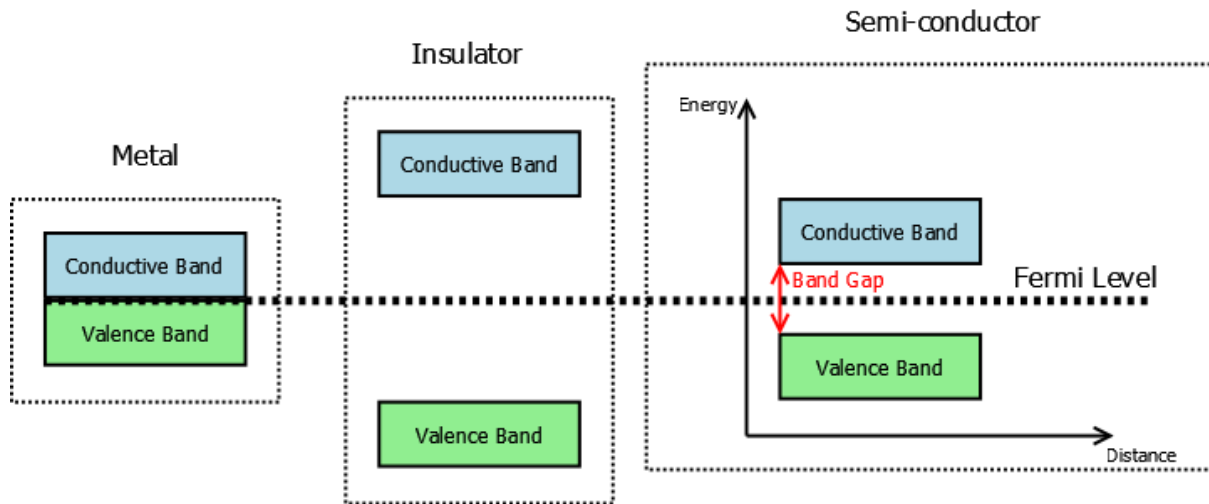 Metal
Conductive Band
Valence Band
Insulator
Conductive Band
Valence Band
Semi-conductor
Energy
Conductive Band
Band Gap
Fermi Level
Valence Band
Distance